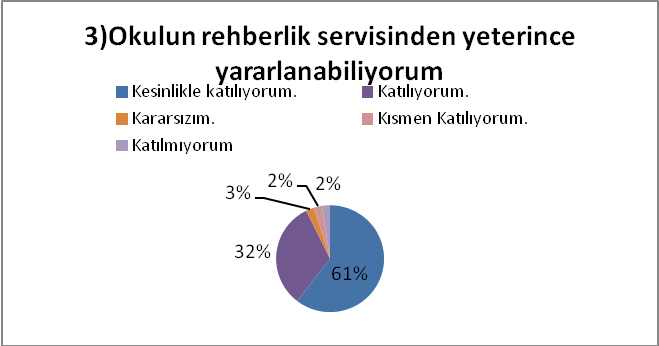 3)Okulun rehberlik servisinden yeterince
yararlanabiliyorum
Kesinlikle katılıyorum.
Katılıyorum.
Kararsızım.
Kısmen Katılıyorum.
Katılmıyorum
2%
2%
3%
32%
61%